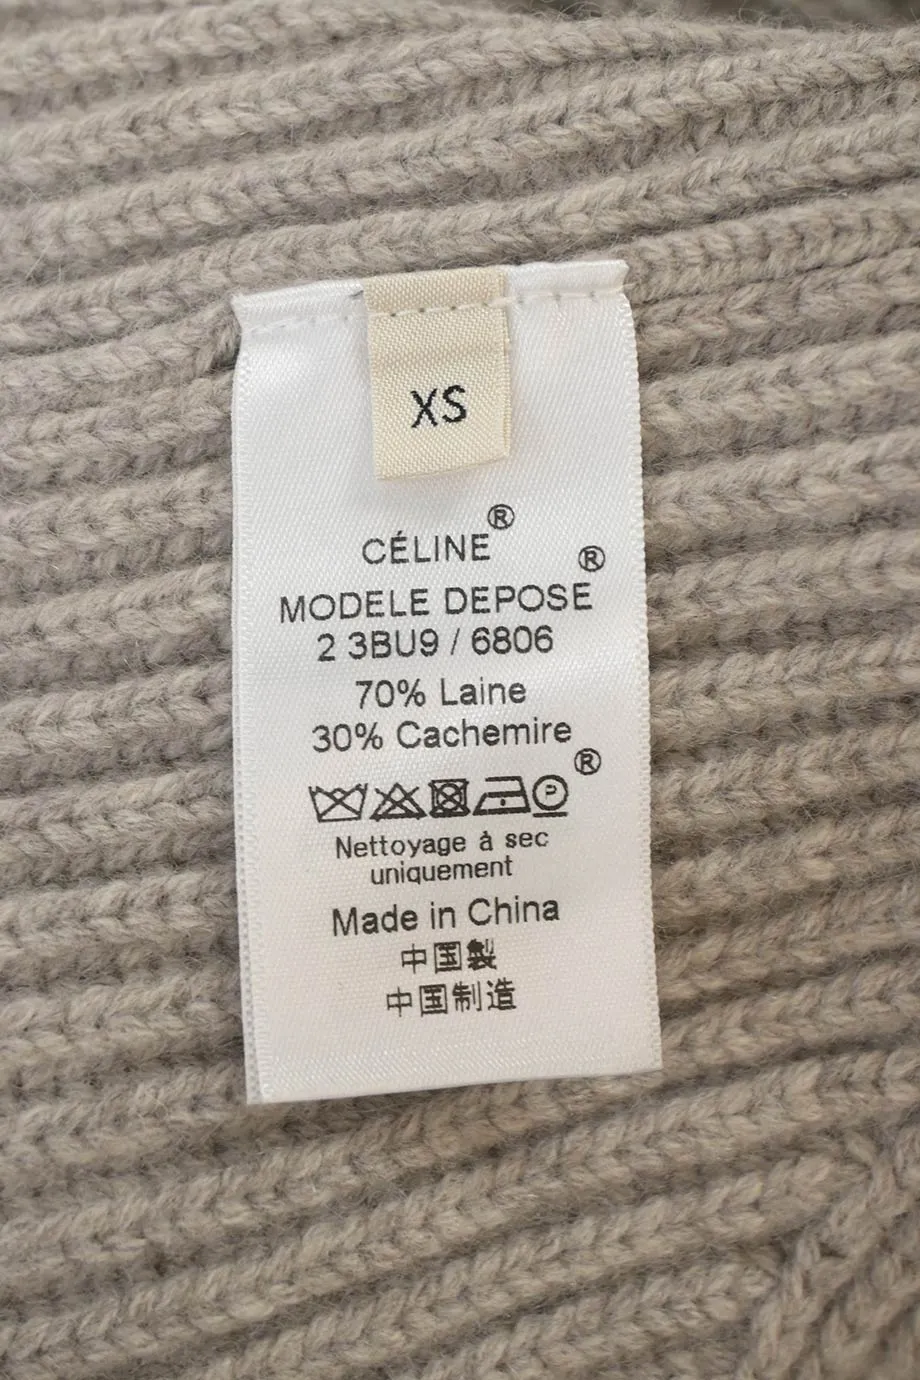 XS
CÉLINE®
MODELE DEPOSE®
2 3BU9 / 6806
70% Laine
30% Cachemire
®
P
Nettoyage à sec
uniquement
Made in China
中国製
中国制造